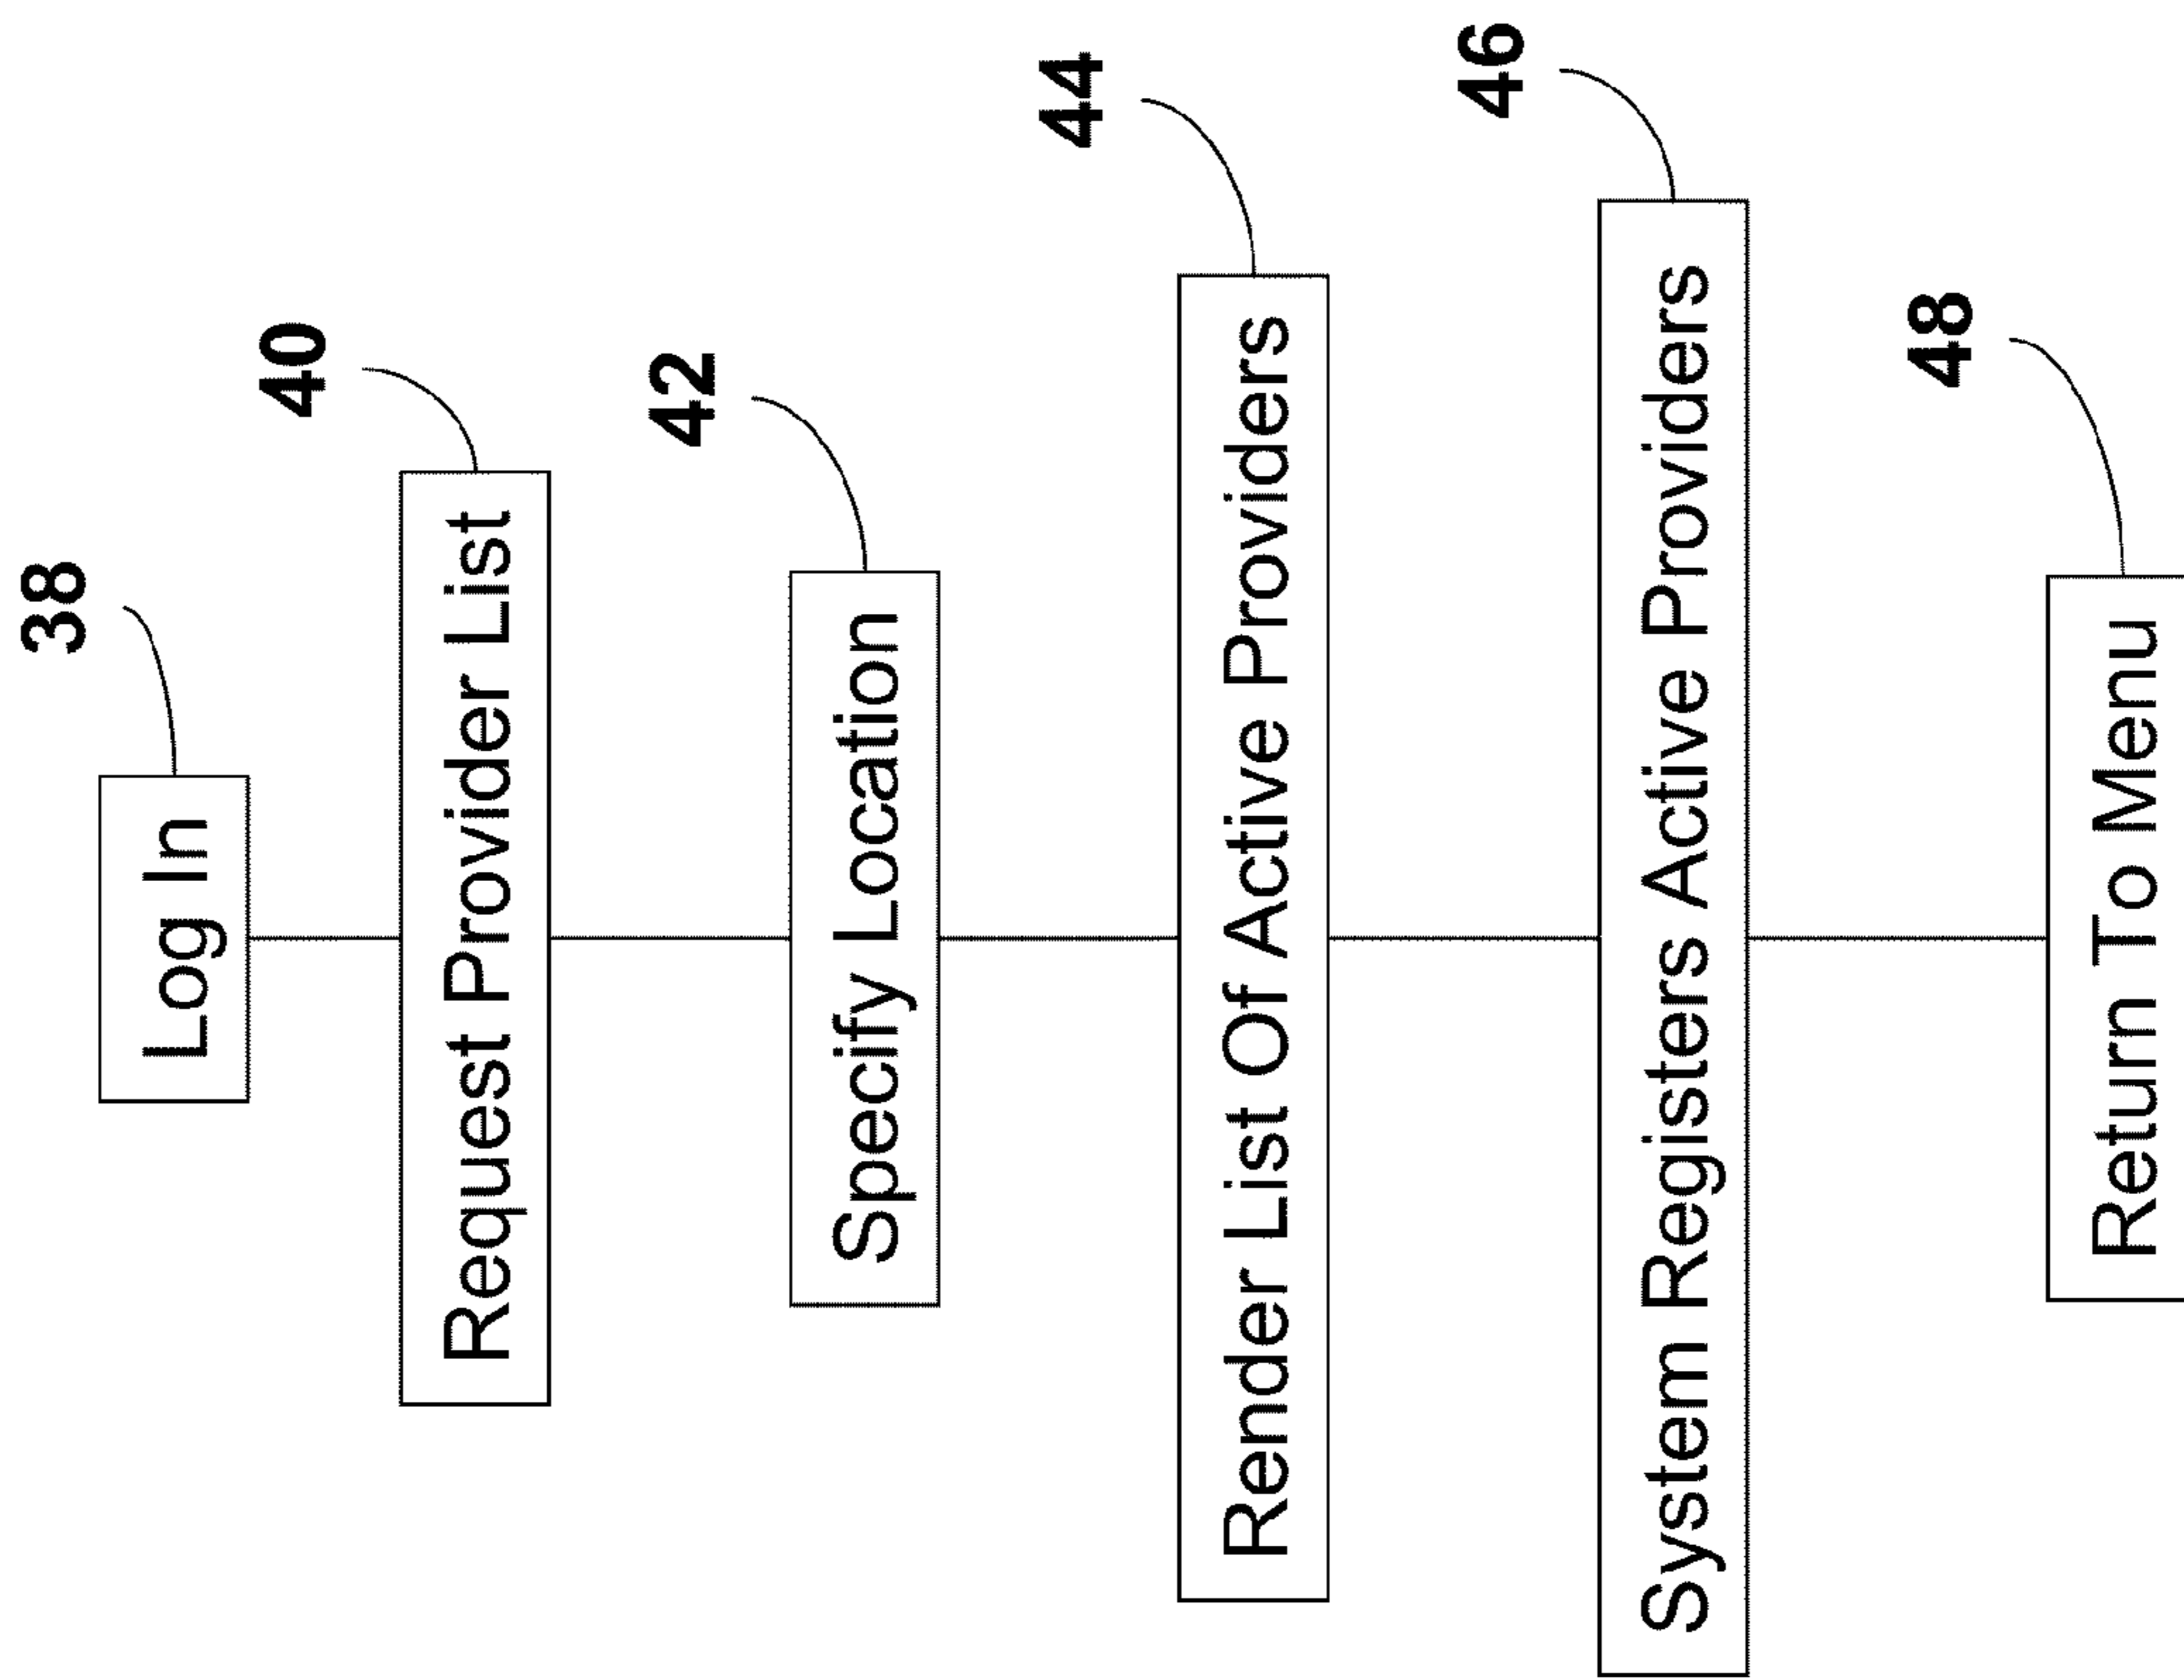 38
Log In
40
Request Provider List
42
Specify Location
44
Render List Of Active Providers
46
System Registers Active Providers
48
Return To Menu